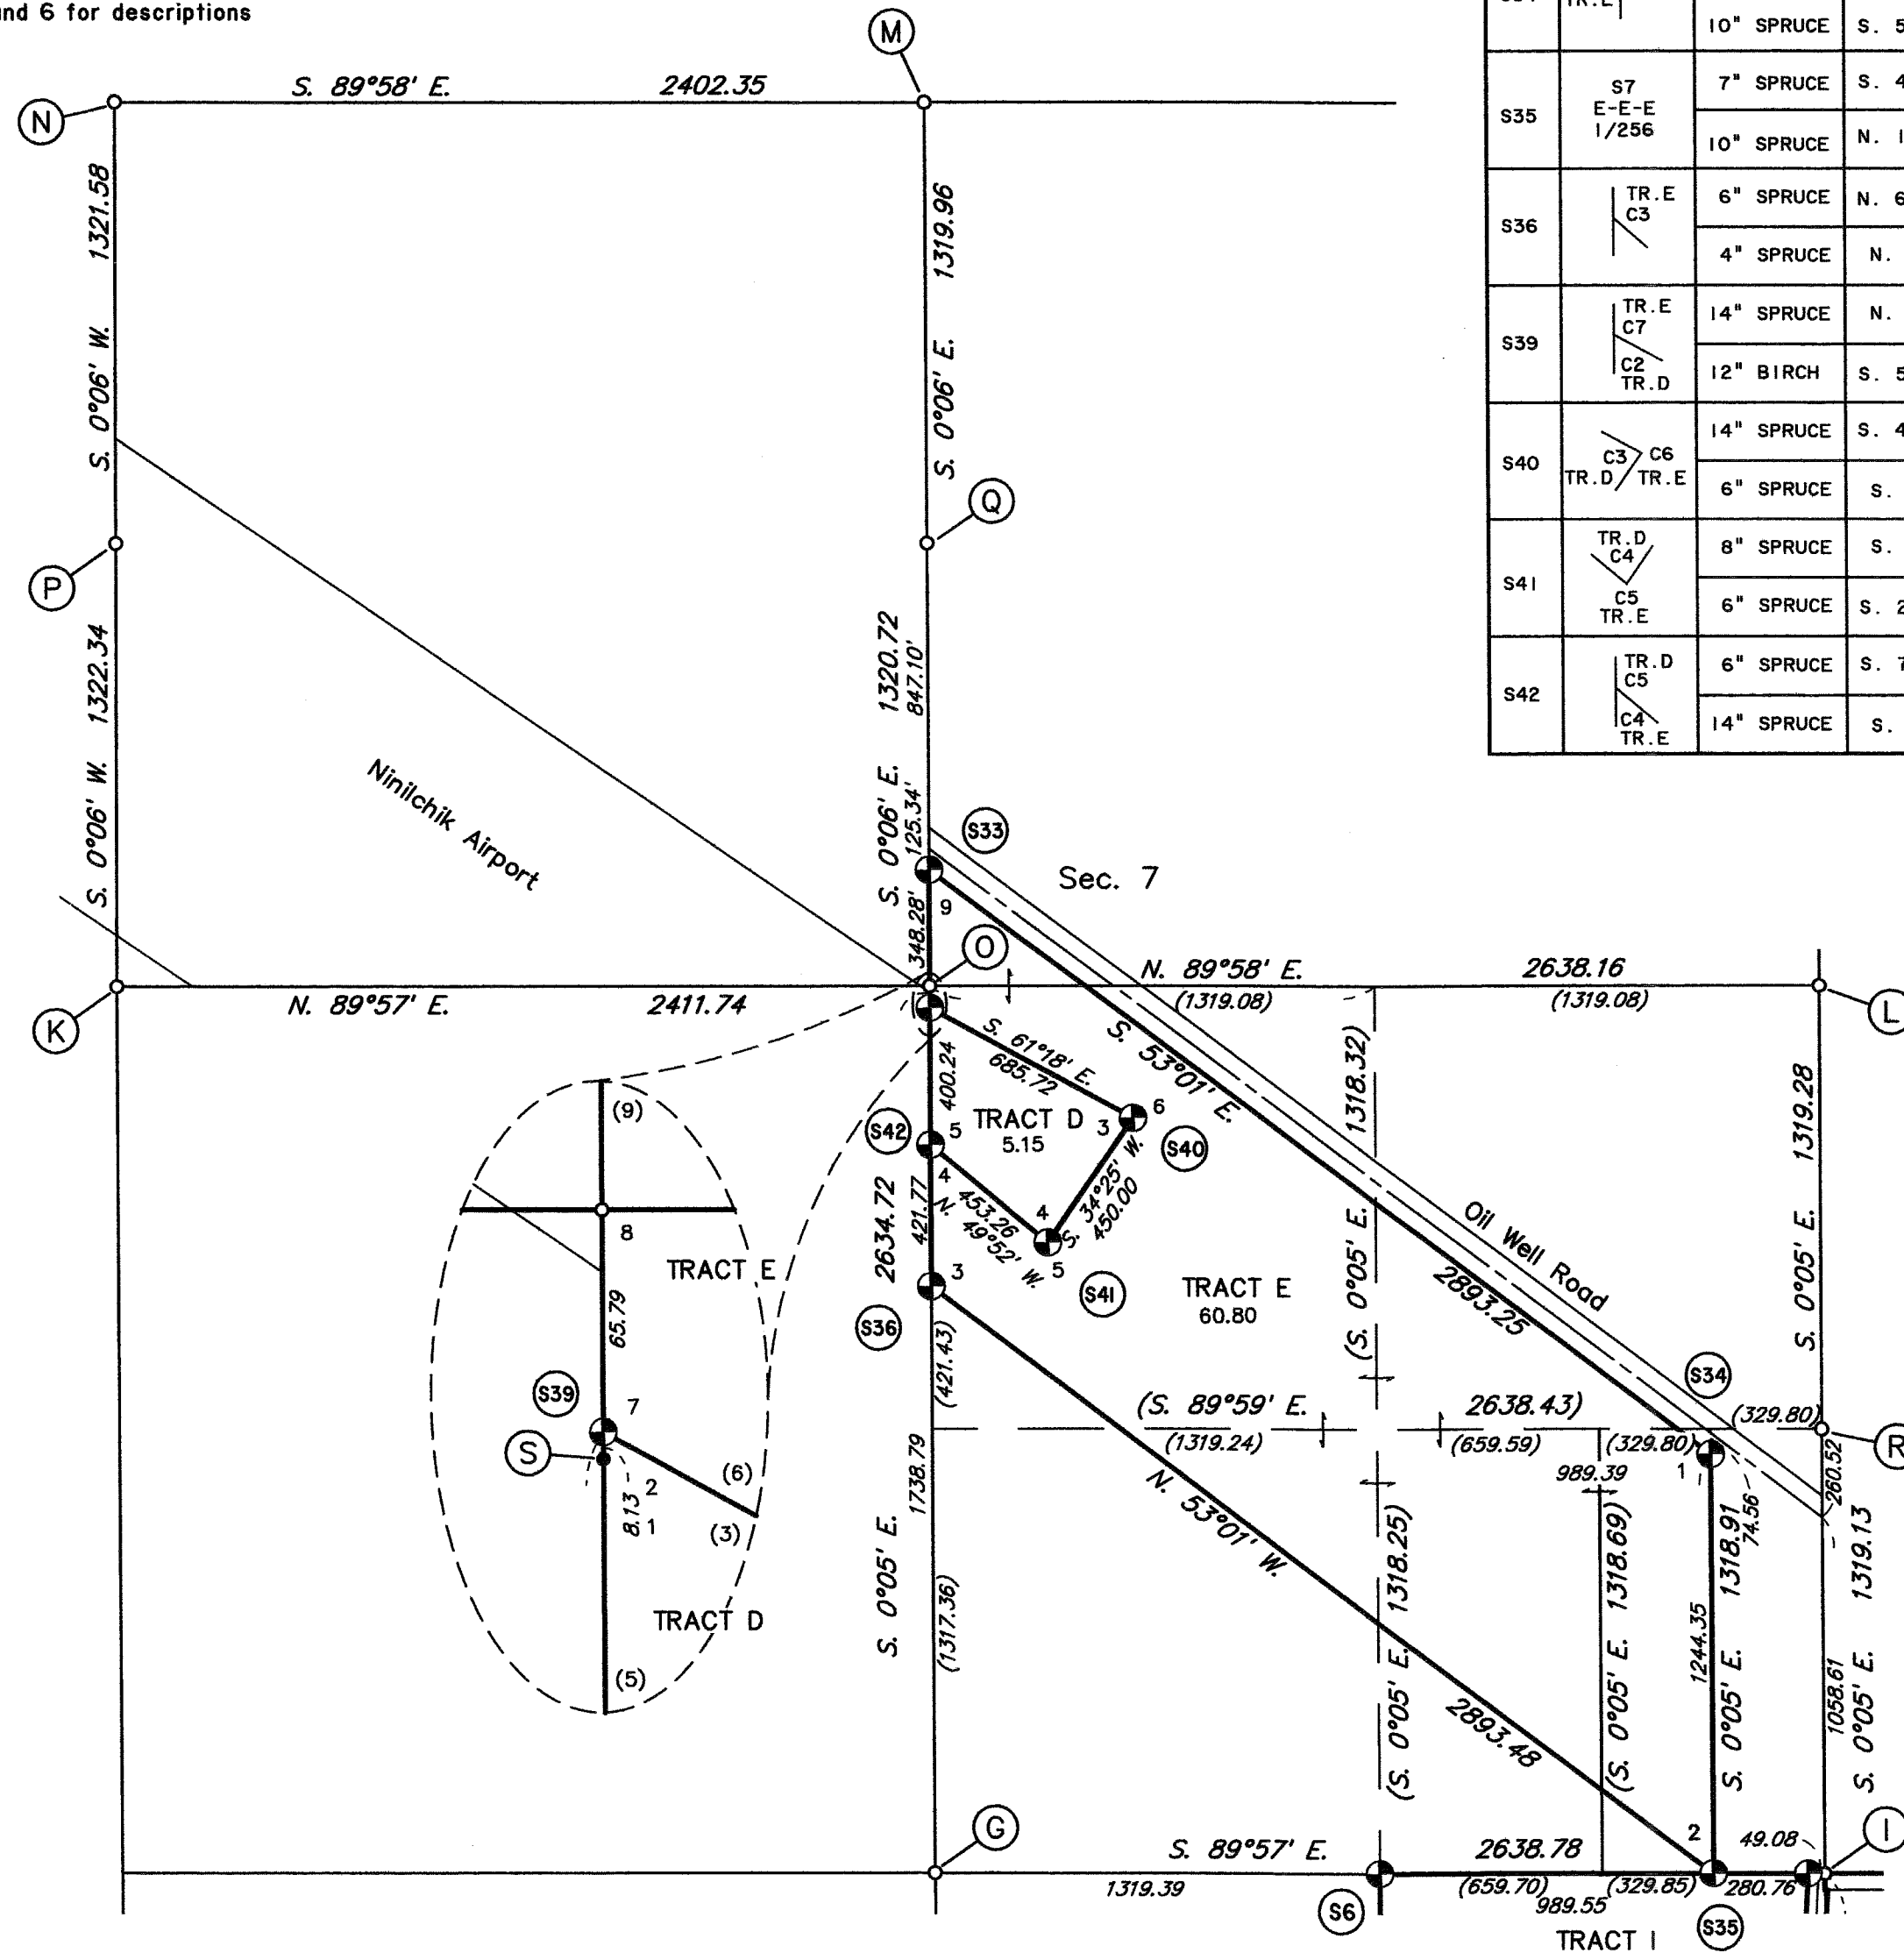 and 6 for descriptions
M
S. 89°58' E. 2402.35
N
S. 0°06' W. 1321.58
S. 0°06' E. 1319.96
Q
P
S. 0°06' W. 1322.34
S. 0°06' E. 1320.72
847.10'
125.34'
348.28'
Ninilchik Airport
S33
Sec. 7
9
O
N. 89°58' E. 2638.16
(1319.08) (1319.08)
L
K
N. 89°57' E. 2411.74
S. 61°18' E.
685.72
S. 53°01' E.
2893.25
400.24
TRACT D
5.15
S42
5
3
6
S40
4
453.26
N. 49°52' W.
4
S. 34°25' W.
450.00
5
S41
2634.72
421.77
3
S36
TRACT E
60.80
Oil Well Road
(S. 0°05' E. 1318.32)
S. 0°05' E. 1319.28
S34
(421.43)
(S. 89°59' E. 2638.43)
(329.80)
(1319.24) (659.59) (329.80)
989.39
1
R
260.52
74.56
1738.79
S. 0°05' E.
(1317.36)
N. 53°01' W.
2893.48
(S. 0°05' E. 1318.25)
(S. 0°05' E. 1318.69)
1244.35
S. 0°05' E. 1318.91
1058.61
S. 0°05' E. 1319.13
(9)
8
TRACT E
65.79
S39
7
S
2
8.13
1
(6)
(3)
TRACT D
(5)
G
S. 89°57' E. 2638.78
2
49.08
I
1319.39
(659.70) (329.85)
989.55
280.76
S6
S35
TRACT I
TR.E
10" SPRUCE S. 5
S35
S7
E-E-E
1/256
7" SPRUCE S. 4
10" SPRUCE N. 1
S36
TR.E
C3
6" SPRUCE N. 6
4" SPRUCE N.
S39
TR.E
C7
C2
TR.D
14" SPRUCE N.
12" BIRCH S. 5
S40
C3 C6
TR.D TR.E
14" SPRUCE S. 4
6" SPRUCE S.
S41
TR.D
C4
C5
TR.E
8" SPRUCE S.
6" SPRUCE S. 2
S42
TR.D
C5
C4
TR.E
6" SPRUCE S. 7
14" SPRUCE S.